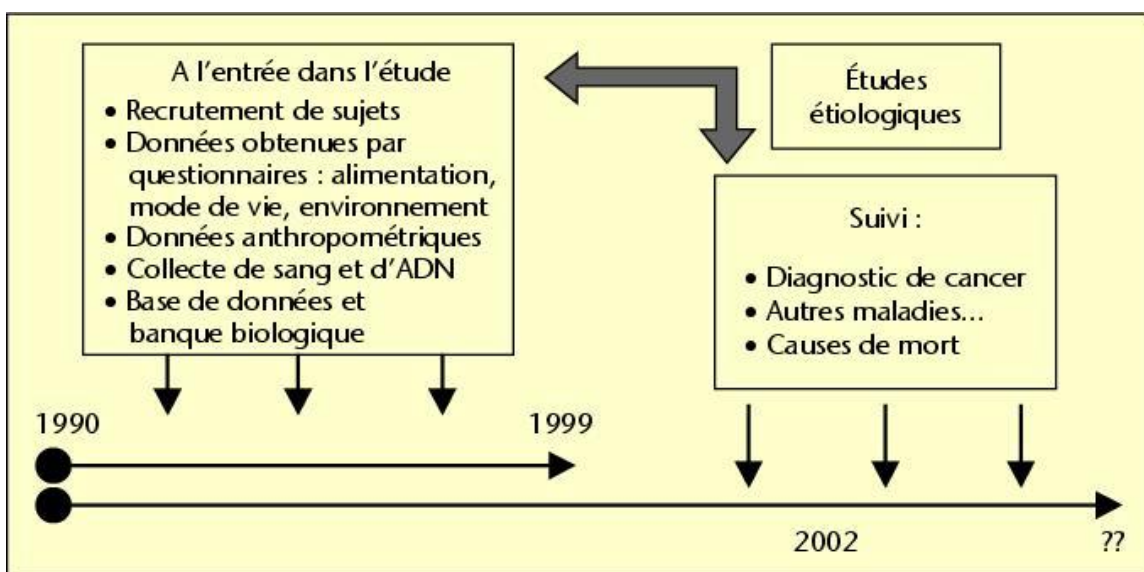 A l'entrée dans l'étude
• Recrutement de sujets
• Données obtenues par
questionnaires : alimentation,
mode de vie, environnement
• Données anthropométriques
• Collecte de sang et d'ADN
• Base de données et
banque biologique
Études
étiologiques
Suivi :
• Diagnostic de cancer
• Autres maladies...
• Causes de mort
1990
1999
2002
??